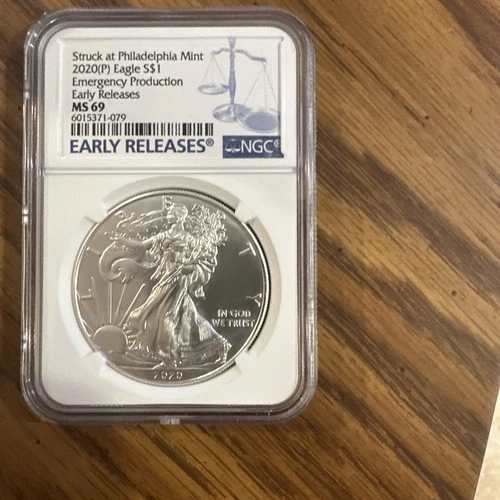 Struck at Philadelphia Mint
2020(P) Eagle S$1
Emergency Production
Early Releases
MS 69
6015371-079
EARLY RELEASES®
NGC®
LIBERTY
IN GOD
WE TRUST
2020